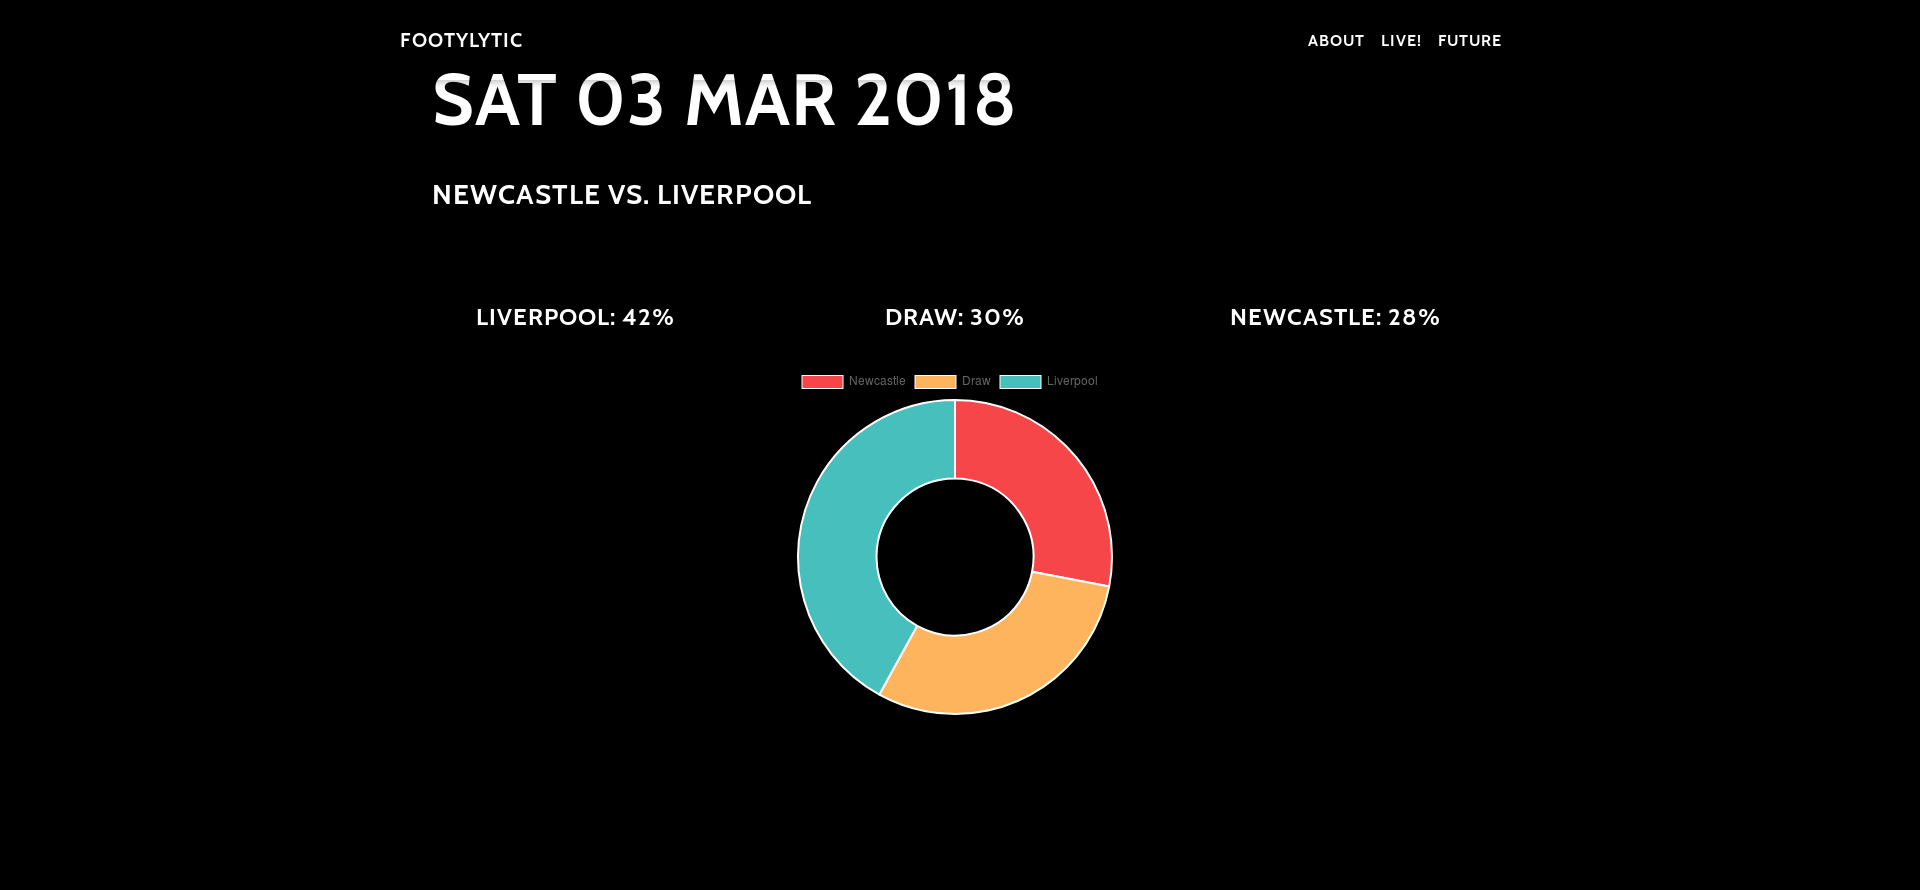 FOOTYLYTIC
ABOUT LIVE! FUTURE
SAT 03 MAR 2018
NEWCASTLE VS. LIVERPOOL
LIVERPOOL: 42% DRAW: 30% NEWCASTLE: 28%
Newcastle Draw Liverpool